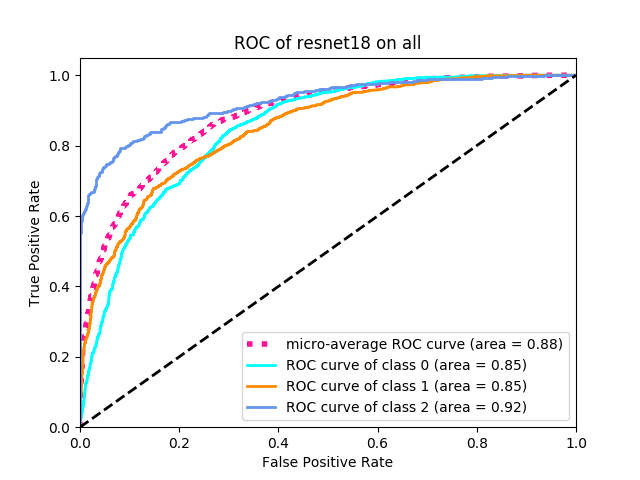 ROC of resnet18 on all
True Positive Rate
1.0
0.8
0.6
0.4
0.2
0.0
micro-average ROC curve (area = 0.88)
ROC curve of class 0 (area = 0.85)
ROC curve of class 1 (area = 0.85)
ROC curve of class 2 (area = 0.92)
0.0 0.2 0.4 0.6 0.8 1.0
False Positive Rate